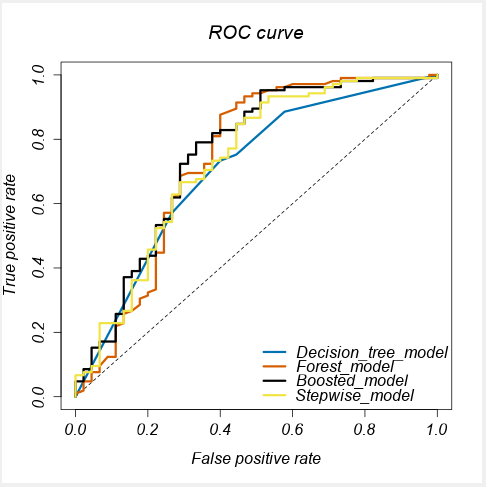 ROC curve
True positive rate
1.0
0.8
0.6
0.4
0.2
0.0
Decision_tree_model
Forest_model
Boosted_model
Stepwise_model
0.0 0.2 0.4 0.6 0.8 1.0
False positive rate